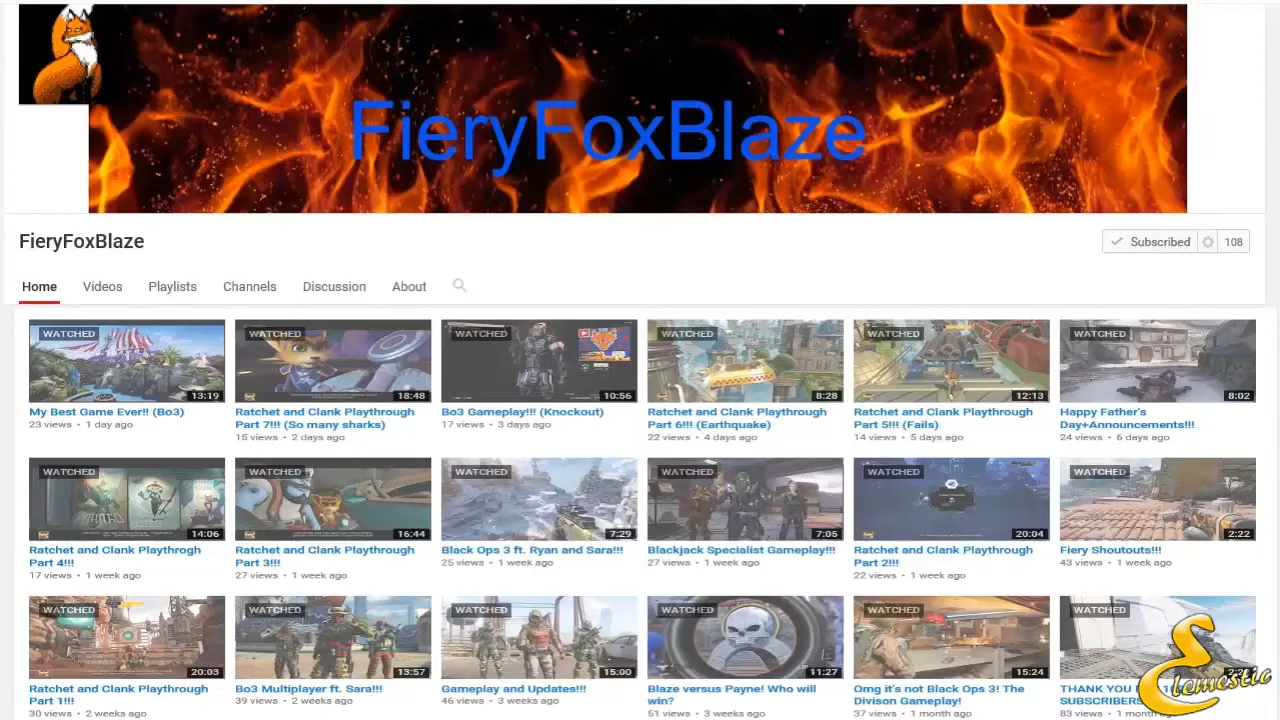 FieryFoxBlaze
FieryFoxBlaze
Subscribed 108
Home Videos Playlists Channels Discussion About
WATCHED WATCHED WATCHED WATCHED WATCHED WATCHED
13:19 18:48 10:56 8:28 12:13 8:02
My Best Game Ever!! (Bo3)
23 views • 1 day ago
Ratchet and Clank Playthrough
Part 7!!! (So many sharks)
15 views • 2 days ago
Bo3 Gameplay!!! (Knockout)
17 views • 3 days ago
Ratchet and Clank Playthrough
Part 6!!! (Earthquake)
22 views • 4 days ago
Ratchet and Clank Playthrough
Part 5!!! (Fails)
14 views • 5 days ago
Happy Father's
Day+Announcements!!!
24 views • 6 days ago
WATCHED WATCHED WATCHED WATCHED WATCHED WATCHED
14:06 16:44 7:29 7:05 20:04 2:22
Ratchet and Clank Playthrogh
Part 4!!!
17 views • 1 week ago
Ratchet and Clank Playthrough
Part 3!!!
27 views • 1 week ago
Black Ops 3 ft. Ryan and Sara!!!
25 views • 1 week ago
Blackjack Specialist Gameplay!!!
27 views • 1 week ago
Ratchet and Clank Playthrough
Part 2!!!
22 views • 1 week ago
Fiery Shoutouts!!!
43 views • 1 week ago
WATCHED WATCHED WATCHED WATCHED WATCHED WATCHED
20:03 13:57 15:00 11:27 15:24
Ratchet and Clank Playthrough
Part 1!!!
30 views • 2 weeks ago
Bo3 Multiplayer ft. Sara!!!
39 views • 2 weeks ago
Gameplay and Updates!!!
46 views • 3 weeks ago
Blaze versus Payne! Who will
win?
51 views • 3 weeks ago
Omg it's not Black Ops 3! The
Divison Gameplay!
37 views • 1 month ago
THANK YOU
SUBSCRIBERS
83 views • 1 month ago
Elemestic